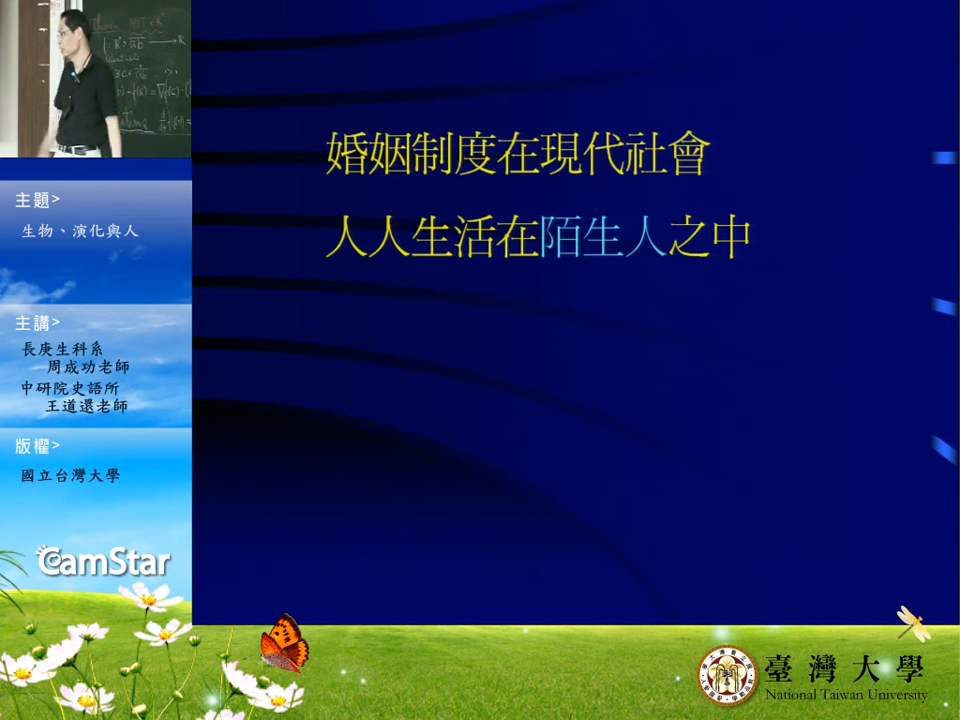 婚姻制度在現代社會
人人生活在陌生人之中
主題>
生物、演化與人
主講>
長庚生科系
周成功老師
中研院史語所
王道還老師
版權>
國立台灣大學
CamStar
臺灣大學
National Taiwan University